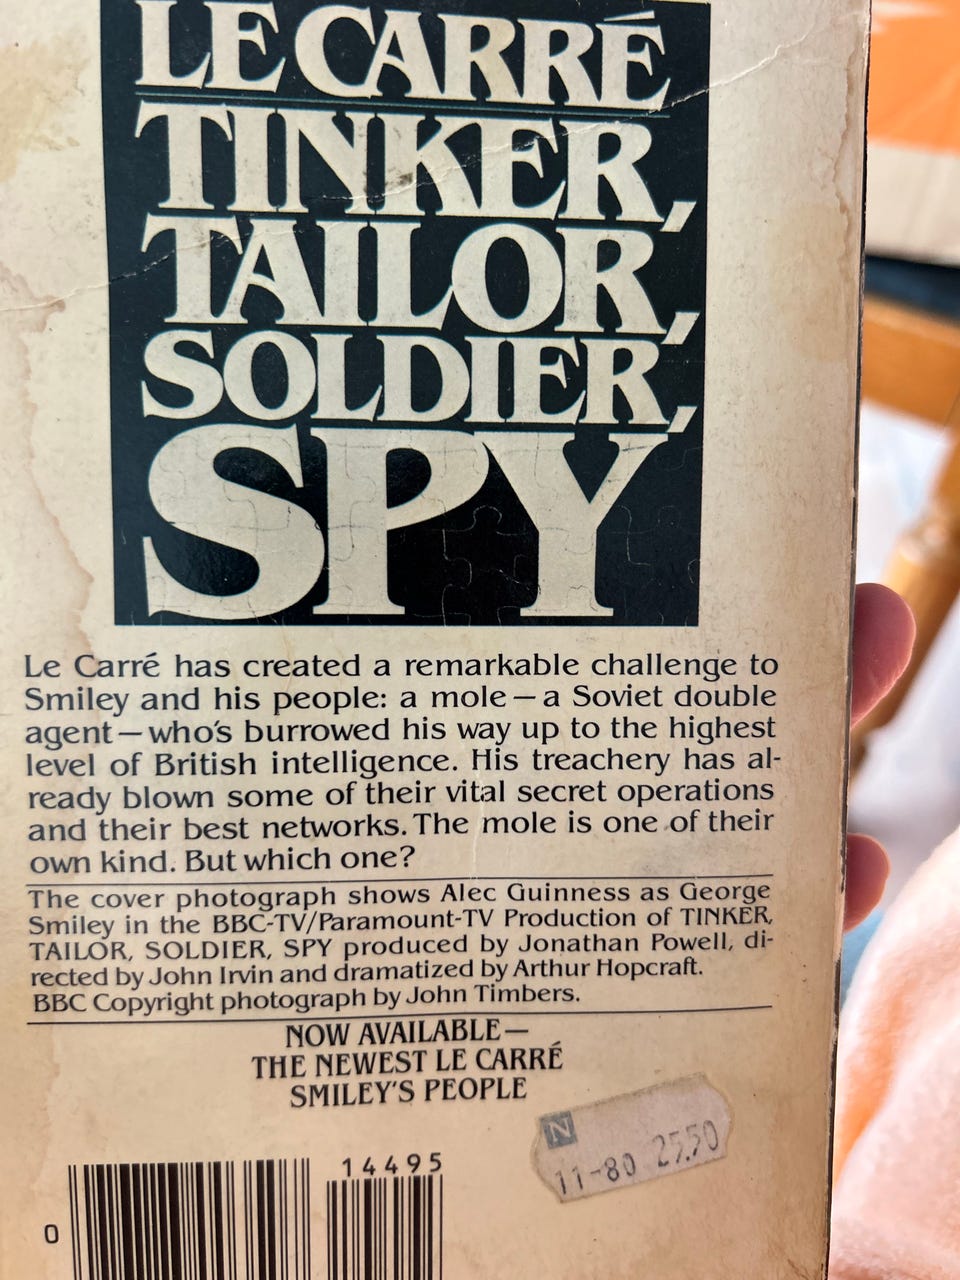 LE CARRÉ
TINKER,
TAILOR,
SOLDIER,
SPY
Le Carré has created a remarkable challenge to
Smiley and his people: a mole—a Soviet double
agent—who's burrowed his way up to the highest
level of British intelligence. His treachery has al-
ready blown some of their vital secret operations
and their best networks. The mole is one of their
own kind. But which one?
The cover photograph shows Alec Guinness as George
Smiley in the BBC-TV/Paramount-TV Production of TINKER,
TAILOR, SOLDIER, SPY produced by Jonathan Powell, di-
rected by John Irvin and dramatized by Arthur Hopcraft.
BBC Copyright photograph by John Timbers.
NOW AVAILABLE—
THE NEWEST LE CARRÉ
SMILEY'S PEOPLE
N
11-80 25.50
14495
0